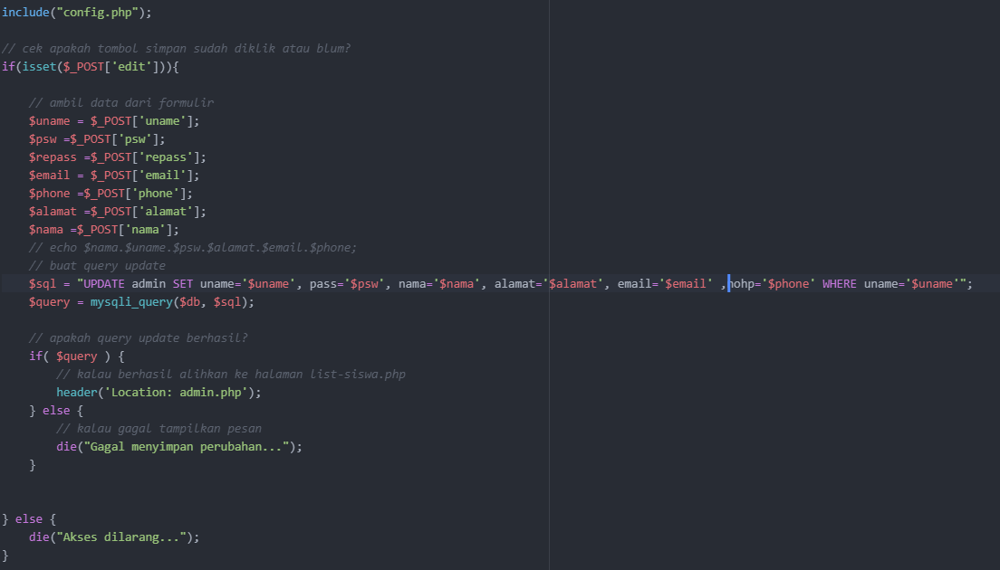 include("config.php");
// cek apakah tombol simpan sudah diklik atau blum?
if(isset($_POST['edit'])){
// ambil data dari formulir
$uname = $_POST['uname'];
$psw =$_POST['psw'];
$repass =$_POST['repass'];
$email = $_POST['email'];
$phone =$_POST['phone'];
$alamat =$_POST['alamat'];
$nama =$_POST['nama'];
// echo $nama.$uname.$psw.$alamat.$email.$phone;
// buat query update
$sql = "UPDATE admin SET uname='$uname', pass='$psw', nama='$nama', alamat='$alamat', email='$email' ,nohp='$phone' WHERE uname='$uname'";
$query = mysqli_query($db, $sql);
// apakah query update berhasil?
if( $query ) {
// kalau berhasil alihkan ke halaman list-siswa.php
header('Location: admin.php');
} else {
// kalau gagal tampilkan pesan
die("Gagal menyimpan perubahan...");
}
} else {
die("Akses dilarang...");
}